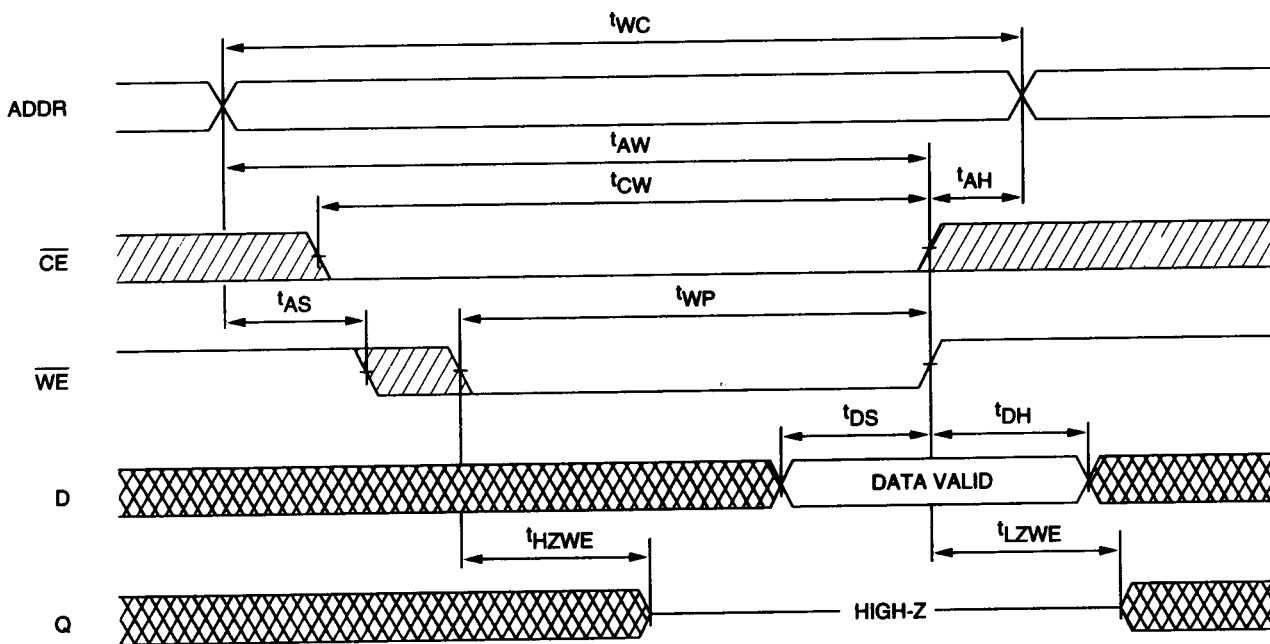 tWC
ADDR
tAW
tCW
tAH
CE
tAS
tWP
WE
tDS
tDH
D
DATA VALID
tHZWE
tLZWE
Q
HIGH-Z